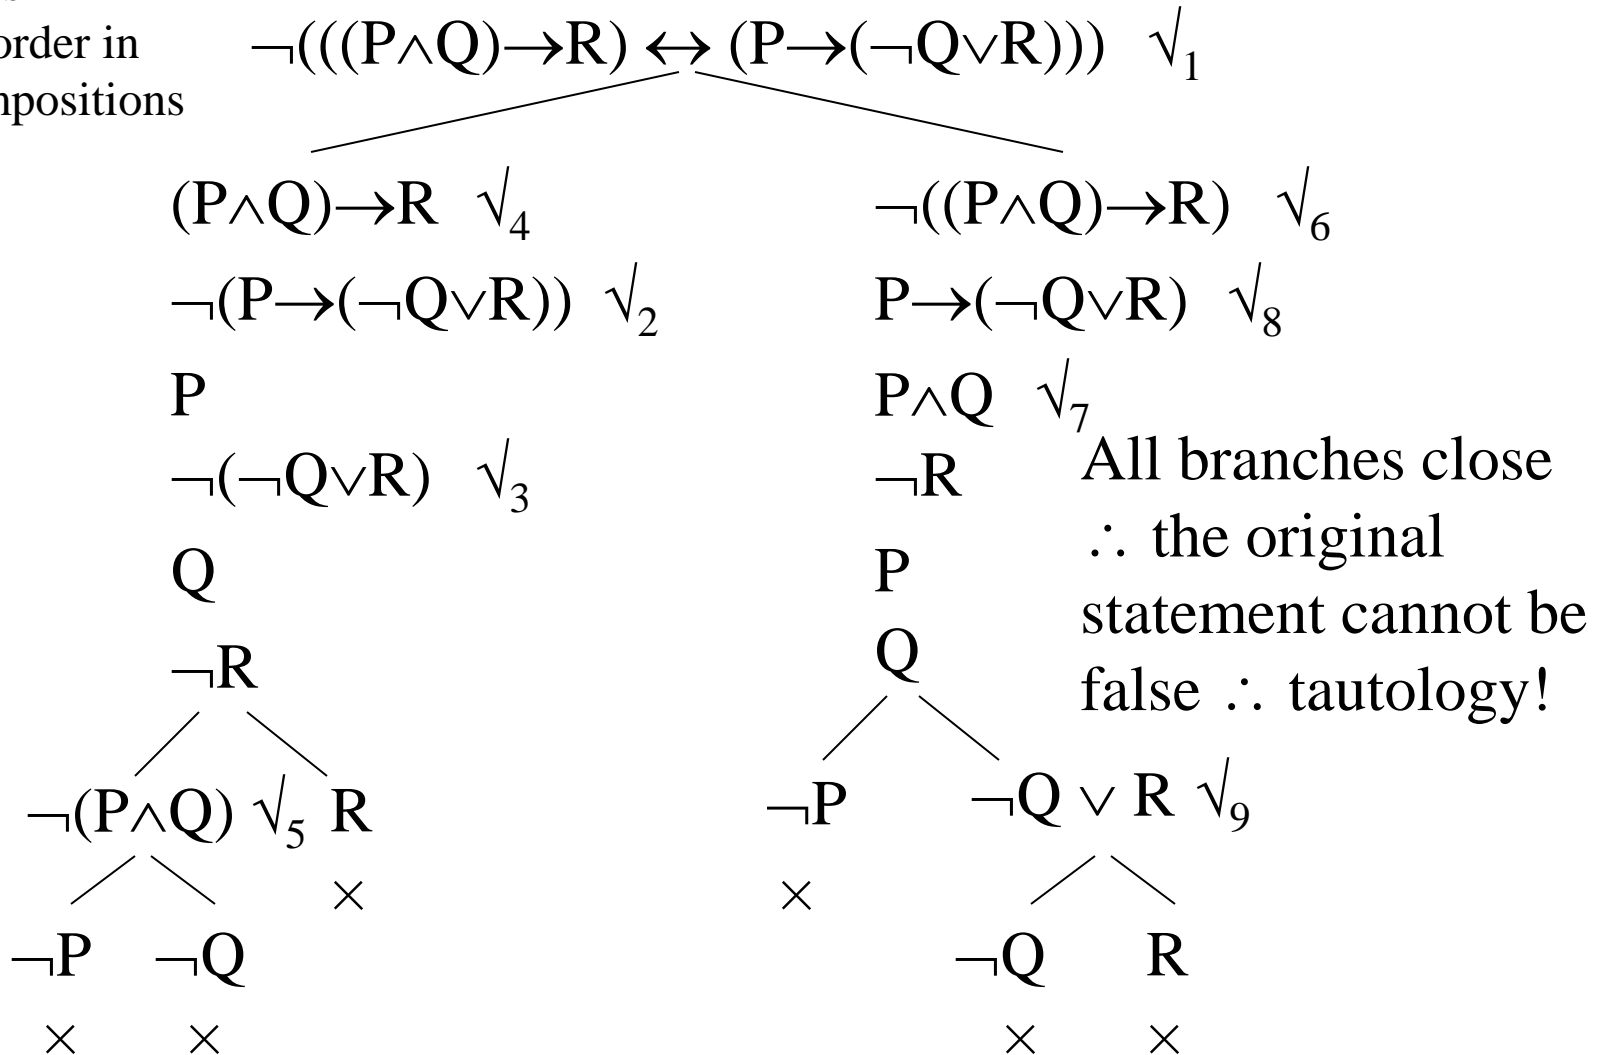 order in
¬(((P∧Q)→R) ↔ (P→(¬Q∨R))) √1
(P∧Q)→R √4
¬((P∧Q)→R) √6
¬(P→(¬Q∨R)) √2
P→(¬Q∨R) √8
P
P∧Q √7
¬(¬Q∨R) √3
¬R
Q
P
¬R
Q
All branches close
∴ the original
statement cannot be
false ∴ tautology!
¬(P∧Q) √5 R
¬P ¬Q ∨ R √9
×
×
¬P ¬Q
¬Q R
× ×
× ×